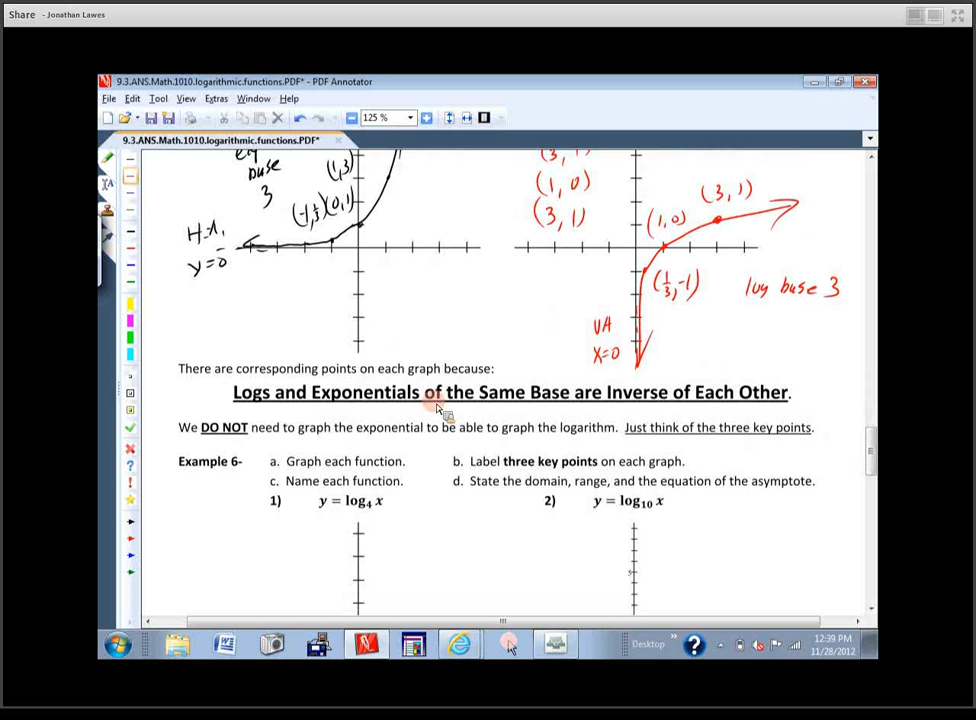 Share - Jonathan Lawes
9.3.ANS.Math.1010.logarithmic.functions.PDF* - PDF Annotator
File Edit Tool View Extras Window Help
125 %
9.3.ANS.Math.1010.logarithmic.functions.PDF*
base
3
(1,3)
(-1,1/3)(0,1)
H.A.
y=0
(1,0)
(3,1)
(3,1)
(1,0)
(1/3,-1)
log base 3
VA
x=0
There are corresponding points on each graph because:
Logs and Exponentials of the Same Base are Inverse of Each Other.
We DO NOT need to graph the exponential to be able to graph the logarithm. Just think of the three key points.
Example 6- a. Graph each function. b. Label three key points on each graph.
c. Name each function. d. State the domain, range, and the equation of the asymptote.
1) y = log₄ x 2) y = log₁₀ x
5
Desktop
12:39 PM
11/28/2012